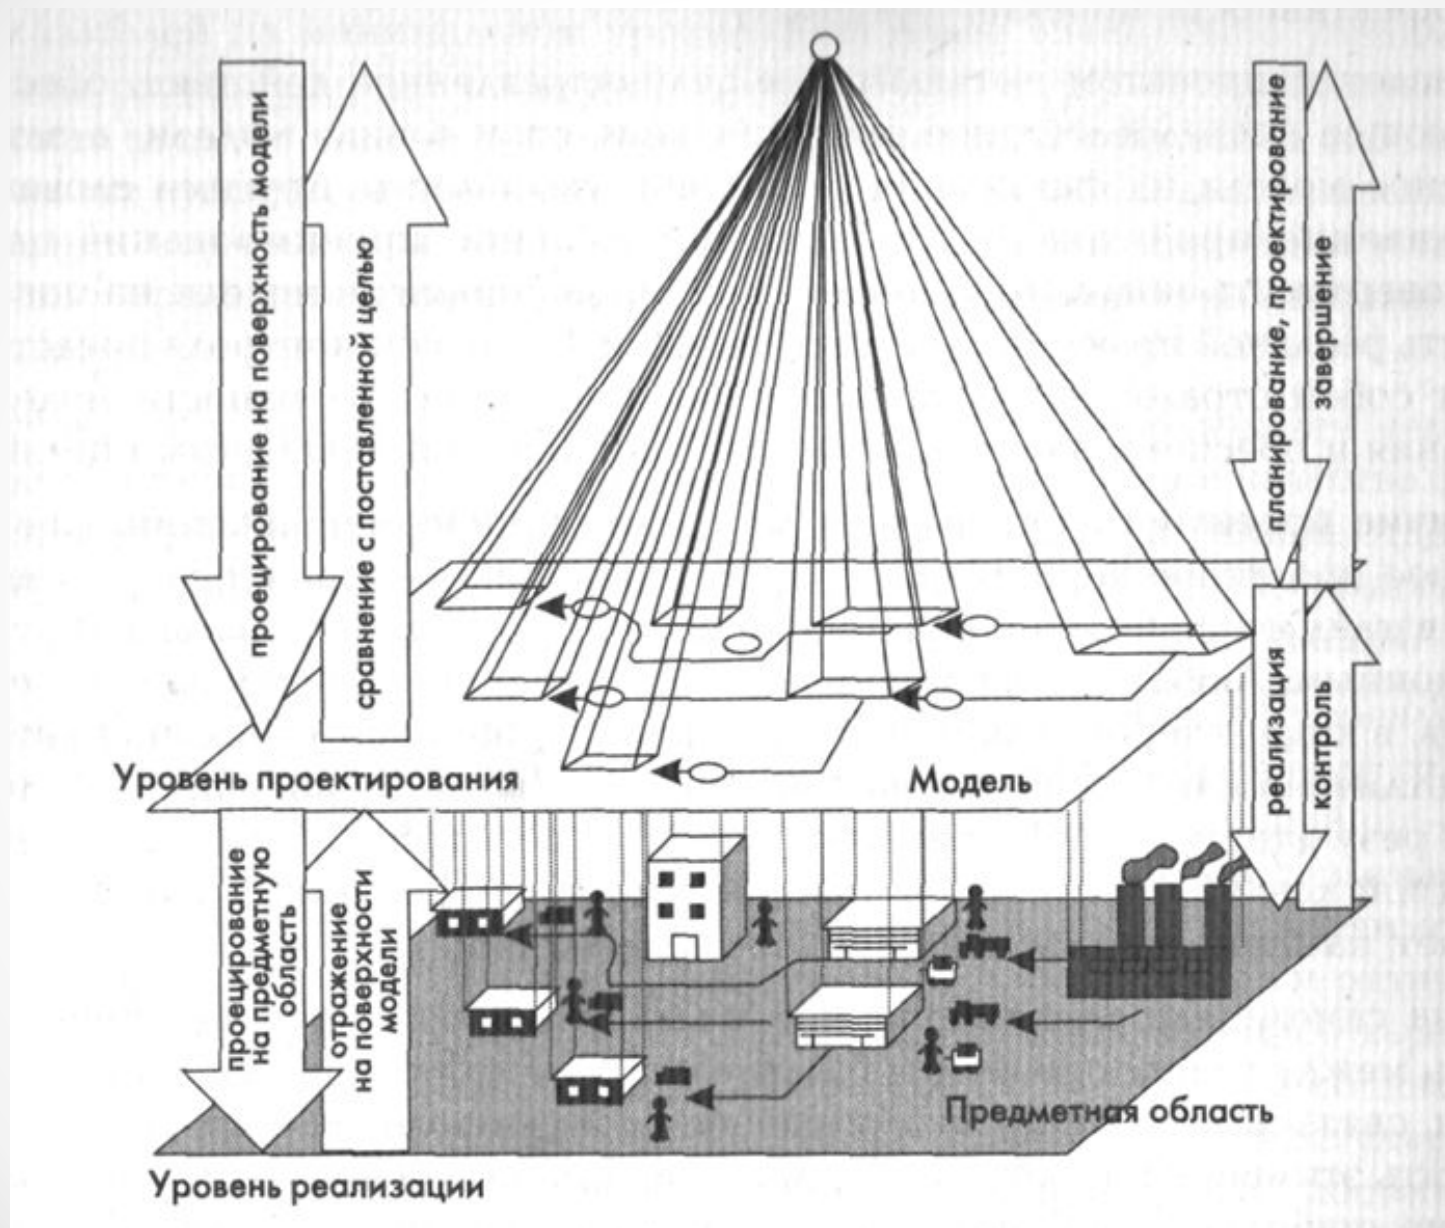 проецирование на поверхность модели
сравнение с поставленной целью
планирование, проектирование
завершение
реализация
контроль
Уровень проектирования
Модель
проецирование
на предметную
область
отражение
на поверхности
модели
Предметная область
Уровень реализации